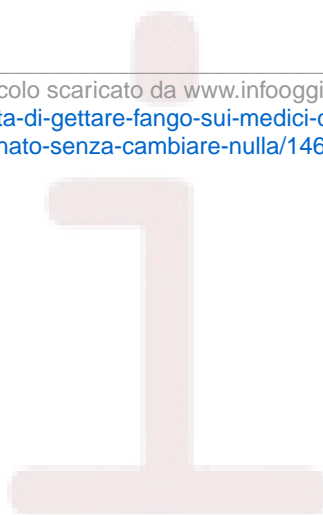 colo scaricato da www.infooggi
ta-di-gettare-fango-sui-medici-
nato-senza-cambiare-nulla/146